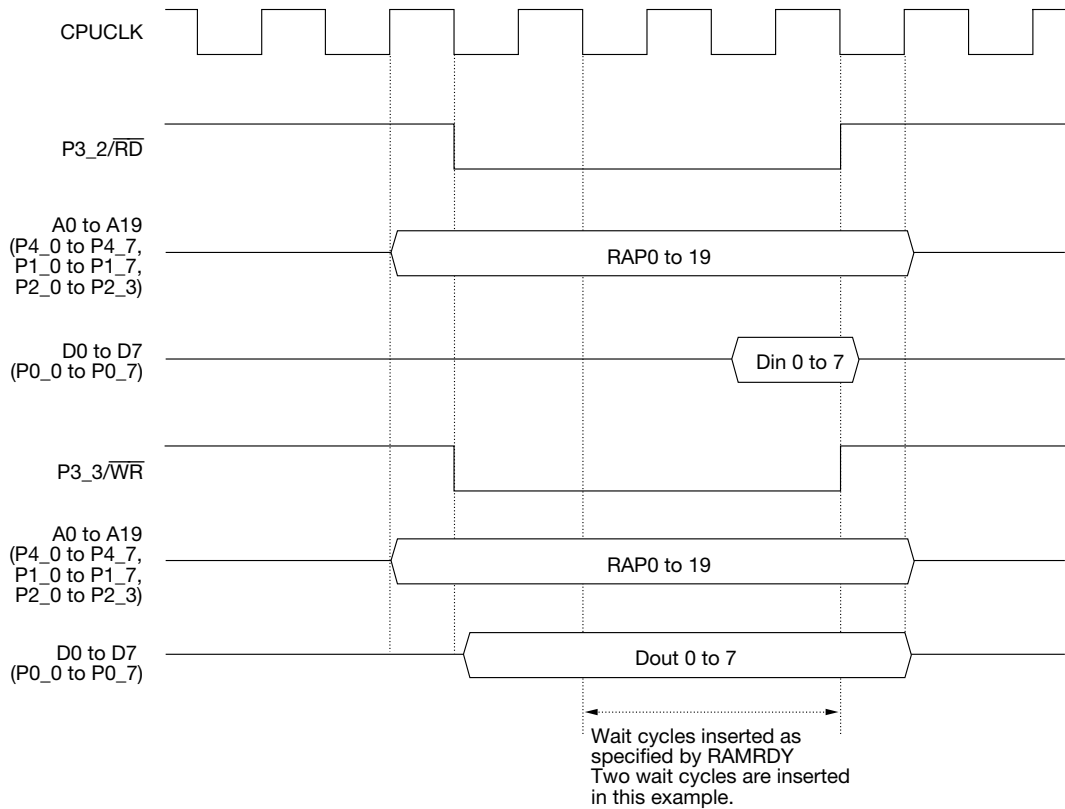 CPUCLK
P3_2/R̅D̅
A0 to A19
(P4_0 to P4_7,
P1_0 to P1_7,
P2_0 to P2_3)
RAP0 to 19
D0 to D7
(P0_0 to P0_7)
Din 0 to 7
P3_3/W̅R̅
A0 to A19
(P4_0 to P4_7,
P1_0 to P1_7,
P2_0 to P2_3)
RAP0 to 19
D0 to D7
(P0_0 to P0_7)
Dout 0 to 7
Wait cycles inserted as
specified by RAMRDY
Two wait cycles are inserted
in this example.